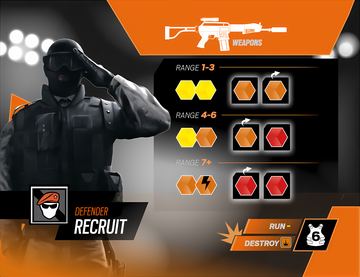 WEAPONS
RANGE 1-3
RANGE 4-6
RANGE 7+
DEFENDER
RECRUIT
RUN -
DESTROY
6